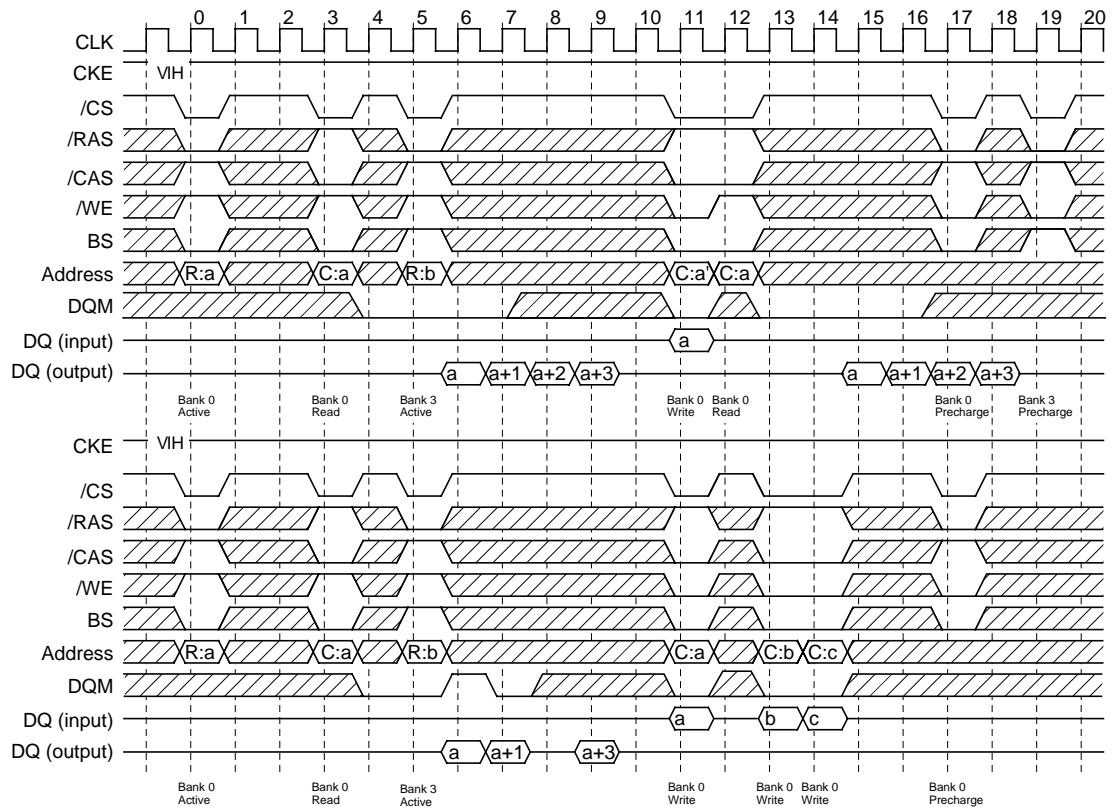 0 1 2 3 4 5 6 7 8 9 10 11 12 13 14 15 16 17 18 19 20
CLK
CKE VIH
/CS
/RAS
/CAS
/WE
BS
Address R:a C:a R:b C:a' C:a
DQM
DQ (input) a
DQ (output) a a+1 a+2 a+3 a a+1 a+2 a+3
Bank 0 Bank 0 Bank 3 Bank 0 Bank 0 Bank 0 Bank 3
Active Read Active Write Read Precharge Precharge
CKE VIH
/CS
/RAS
/CAS
/WE
BS
Address R:a C:a R:b C:a C:b C:c
DQM
DQ (input) a b c
DQ (output) a a+1 a+3
Bank 0 Bank 0 Bank 3 Bank 0 Bank 0 Bank 0 Bank 0
Active Read Active Write Write Write Precharge